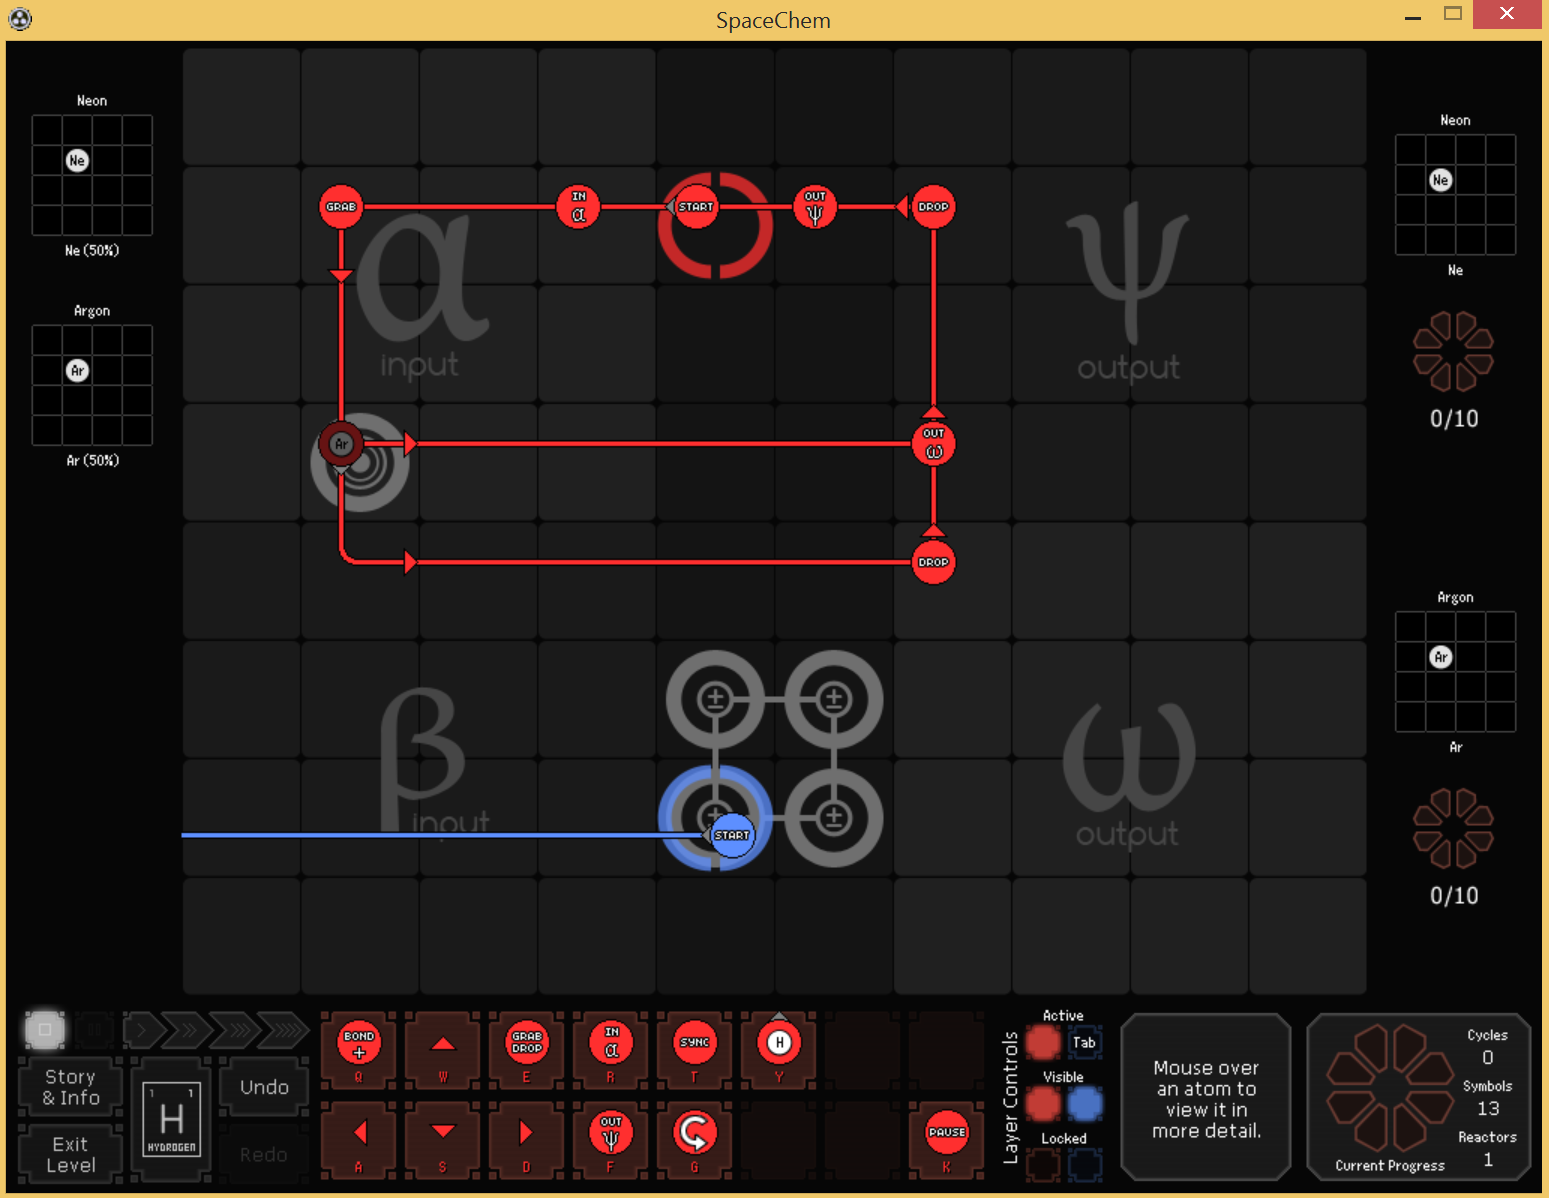 SpaceChem
Neon
Ne
Ne (50%)
Argon
Ar
Ar (50%)
GRAB
IN
α
START
OUT
ψ
DROP
α
input
ψ
output
Ar
OUT
ω
DROP
β
input
START
ω
output
Neon
Ne
Ne
0/10
Argon
Ar
Ar
0/10
Story
& Info
Exit
Level
1 1
H
HYDROGEN
Undo
Redo
BOND
+
Q
W
GRAB
DROP
E
IN
α
R
SYNC
T
H
Y
A
S
D
OUT
ψ
F
G
PAUSE
K
Layer Controls
Active
Tab
Visible
Locked
Mouse over
an atom to
view it in
more detail.
Cycles
0
Symbols
13
Reactors
1
Current Progress